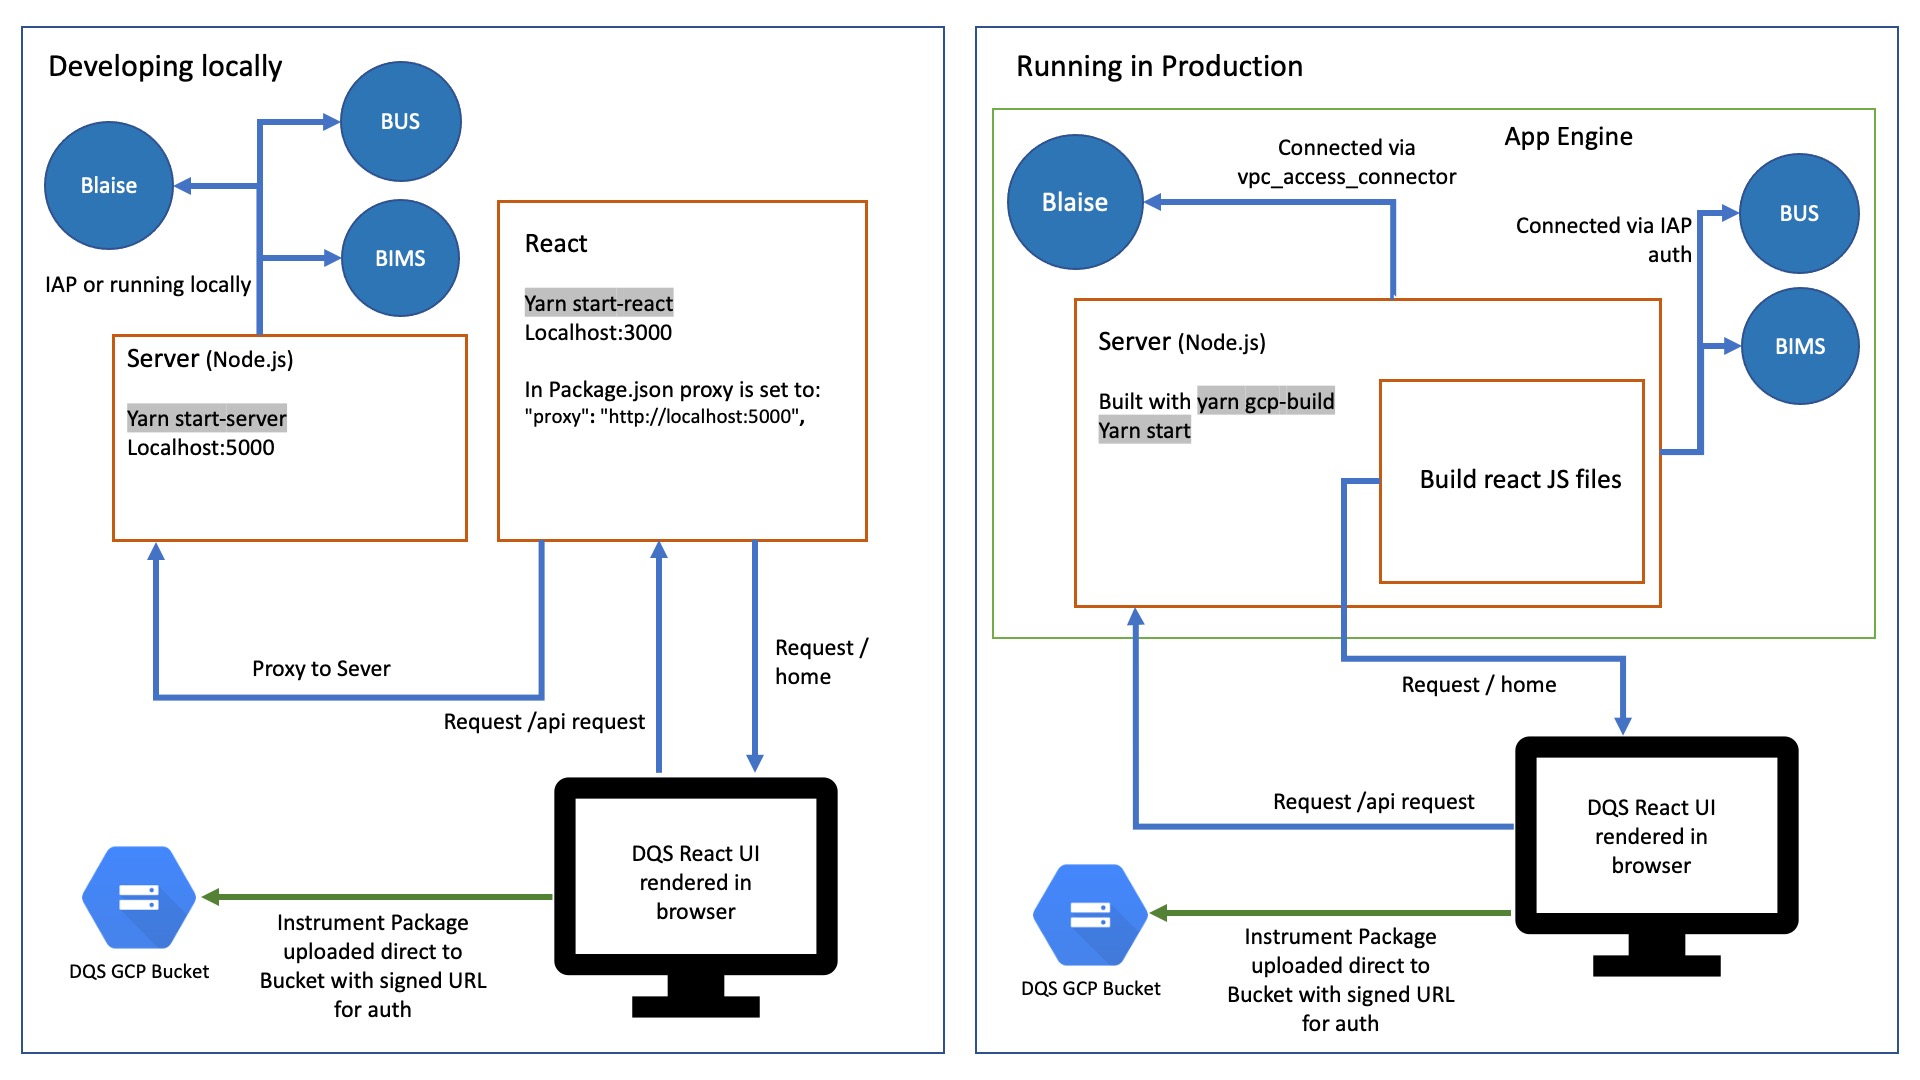 Developing locally
BUS
Blaise
BIMS
IAP or running locally
Server (Node.js)
Yarn start-server
Localhost:5000
React
Yarn start-react
Localhost:3000
In Package.json proxy is set to:
"proxy": "http://localhost:5000",
Proxy to Sever
Request /api request
Request /
home
DQS React UI
rendered in
browser
DQS GCP Bucket
Instrument Package
uploaded direct to
Bucket with signed URL
for auth
Running in Production
App Engine
Blaise
Connected via
vpc_access_connector
Connected via IAP
auth
BUS
BIMS
Server (Node.js)
Built with yarn gcp-build
Yarn start
Build react JS files
Request / home
Request /api request
DQS React UI
rendered in
browser
DQS GCP Bucket
Instrument Package
uploaded direct to
Bucket with signed URL
for auth